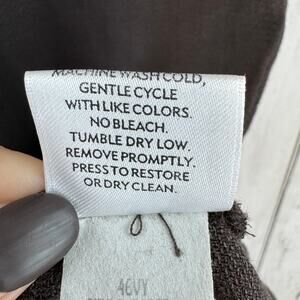 MACHINE WASH COLD,
GENTLE CYCLE
WITH LIKE COLORS.
NO BLEACH.
TUMBLE DRY LOW.
REMOVE PROMPTLY.
PRESS TO RESTORE
OR DRY CLEAN.
46VY